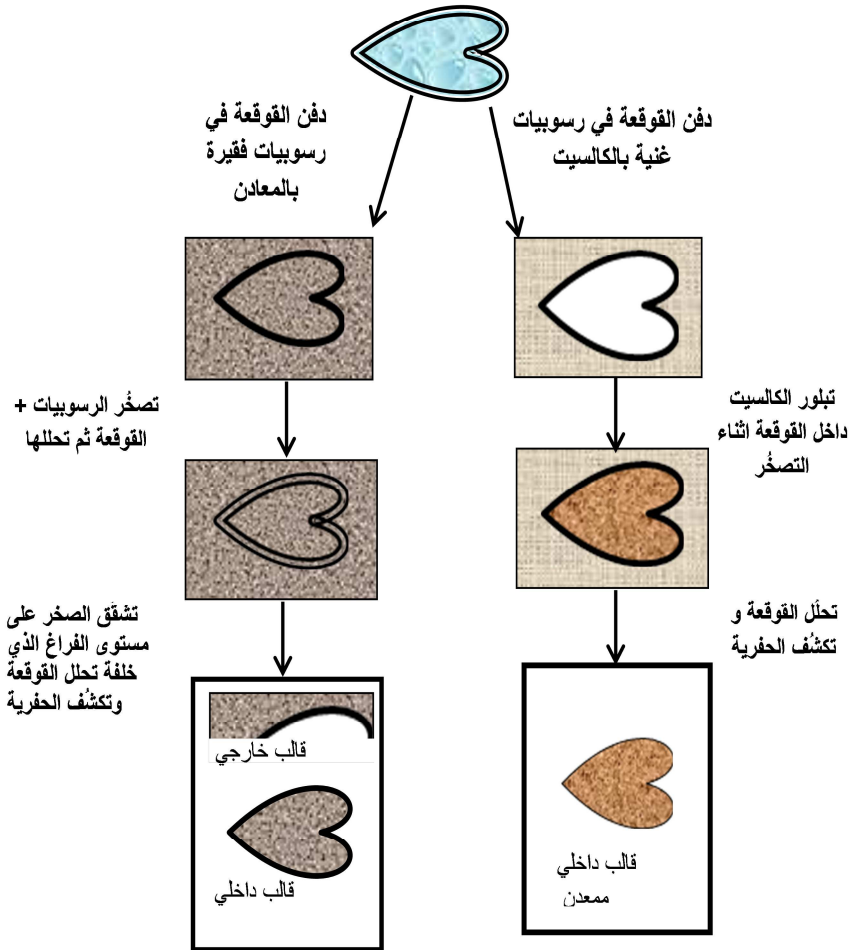 دفن القوقعة في رسوبيات
غنية بالكالسيت
دفن القوقعة في
رسوبيات فقيرة
بالمعادن
تبلور الكالسيت
داخل القوقعة اثناء
التصخُر
تصخُر الرسوبيات +
القوقعة ثم تحللها
تحلُل القوقعة و
تكشُف الحفرية
تشقَق الصخر على
مستوى الفراغ الذي
خلفة تحلل القوقعة
وتكشُف الحفرية
قالب داخلي
ممعدن
قالب خارجي
قالب داخلي